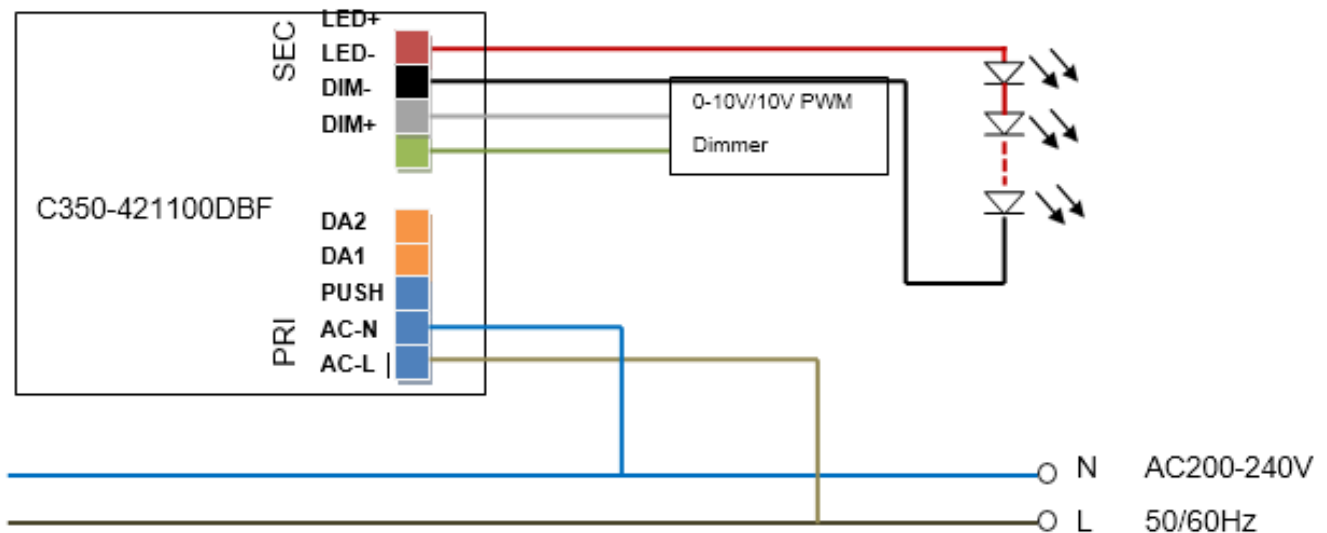 LED+
SEC
LED-
DIM-
DIM+
0-10V/10V PWM
Dimmer
C350-421100DBF
DA2
DA1
PUSH
PRI
AC-N
AC-L |
N AC200-240V
L 50/60Hz